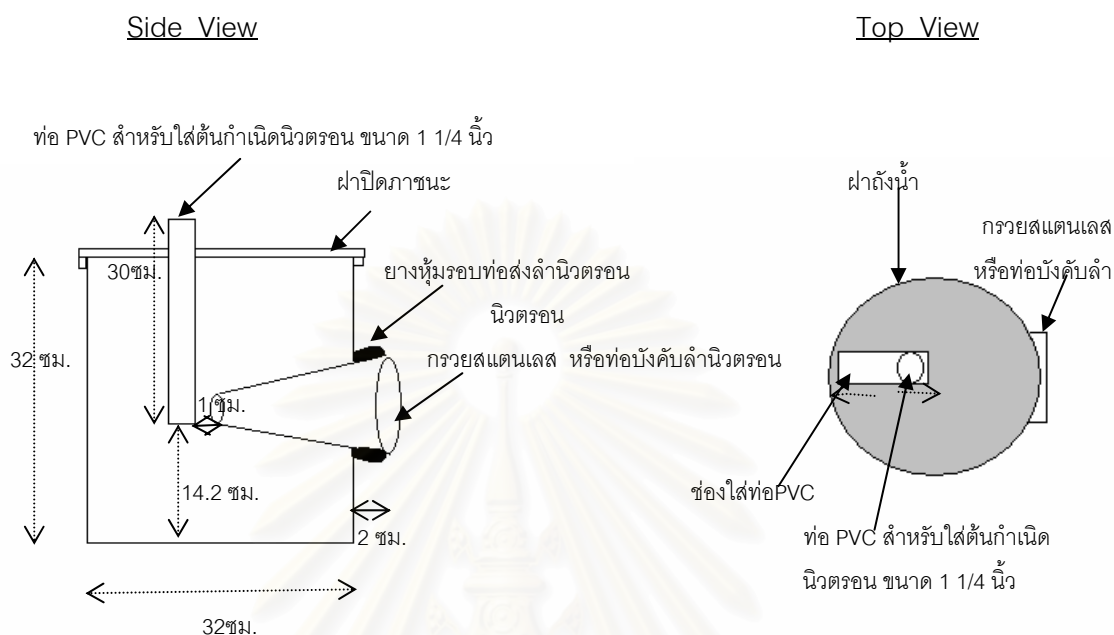 Side View
Top View
ท่อ PVC สำหรับใส่ต้นกำเนิดนิวตรอน ขนาด 1 1/4 นิ้ว
ฝาปิดภาชนะ
30ซม.
ยางหุ้มรอบท่อส่งลำนิวตรอน
นิวตรอน
32 ซม.
กรวยสแตนเลส หรือท่อบังคับลำนิวตรอน
1 ซม.
14.2 ซม.
2 ซม.
32ซม.
ฝาถังน้ำ
กรวยสแตนเลส
หรือท่อบังคับลำ
ช่องใส่ท่อPVC
ท่อ PVC สำหรับใส่ต้นกำเนิด
นิวตรอน ขนาด 1 1/4 นิ้ว